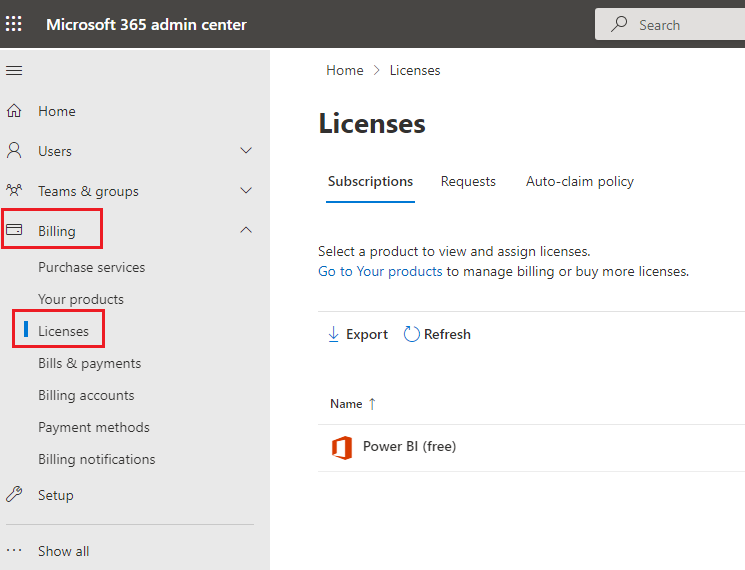 Microsoft 365 admin center
Search
Home
Users
Teams & groups
Billing
Purchase services
Your products
Licenses
Bills & payments
Billing accounts
Payment methods
Billing notifications
Setup
Show all
Home > Licenses
Licenses
Subscriptions Requests Auto-claim policy
Select a product to view and assign licenses.
Go to Your products to manage billing or buy more licenses.
Export Refresh
Name ↑
Power BI (free)